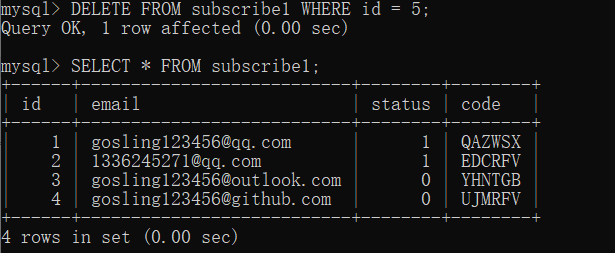 mysql> DELETE FROM subscribe1 WHERE id = 5;
Query OK, 1 row affected (0.00 sec)
mysql> SELECT * FROM subscribe1;
+------+---------------------------+--------+--------+
| id | email | status | code |
+------+---------------------------+--------+--------+
| 1 | gosling123456@qq.com | 1 | QAZWSX |
| 2 | 1336245271@qq.com | 1 | EDCRFV |
| 3 | gosling123456@outlook.com | 0 | YHNTGB |
| 4 | gosling123456@github.com | 0 | UJMRFV |
+------+---------------------------+--------+--------+
4 rows in set (0.00 sec)